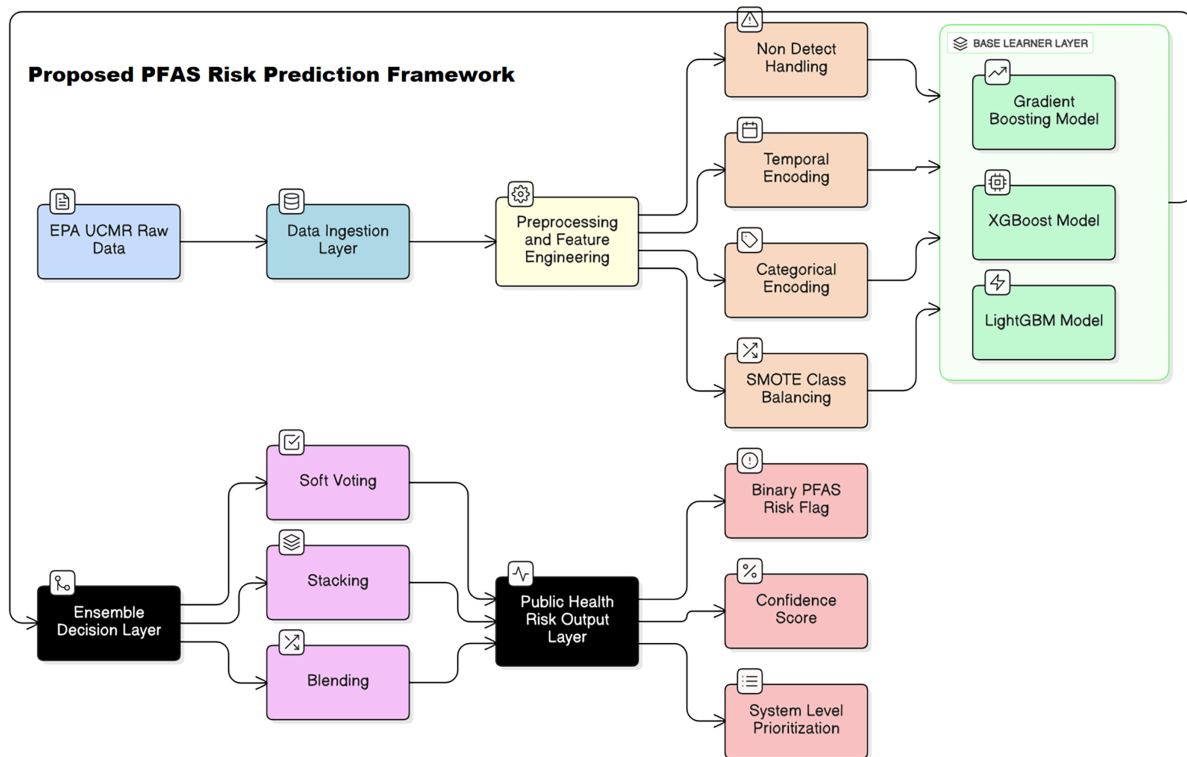 Proposed PFAS Risk Prediction Framework
EPA UCMR Raw
Data
Data Ingestion
Layer
Preprocessing
and Feature
Engineering
Non Detect
Handling
Temporal
Encoding
Categorical
Encoding
SMOTE Class
Balancing
BASE LEARNER LAYER
Gradient
Boosting Model
XGBoost Model
LightGBM Model
Ensemble
Decision Layer
Soft Voting
Stacking
Blending
Public Health
Risk Output
Layer
Binary PFAS
Risk Flag
Confidence
Score
System Level
Prioritization